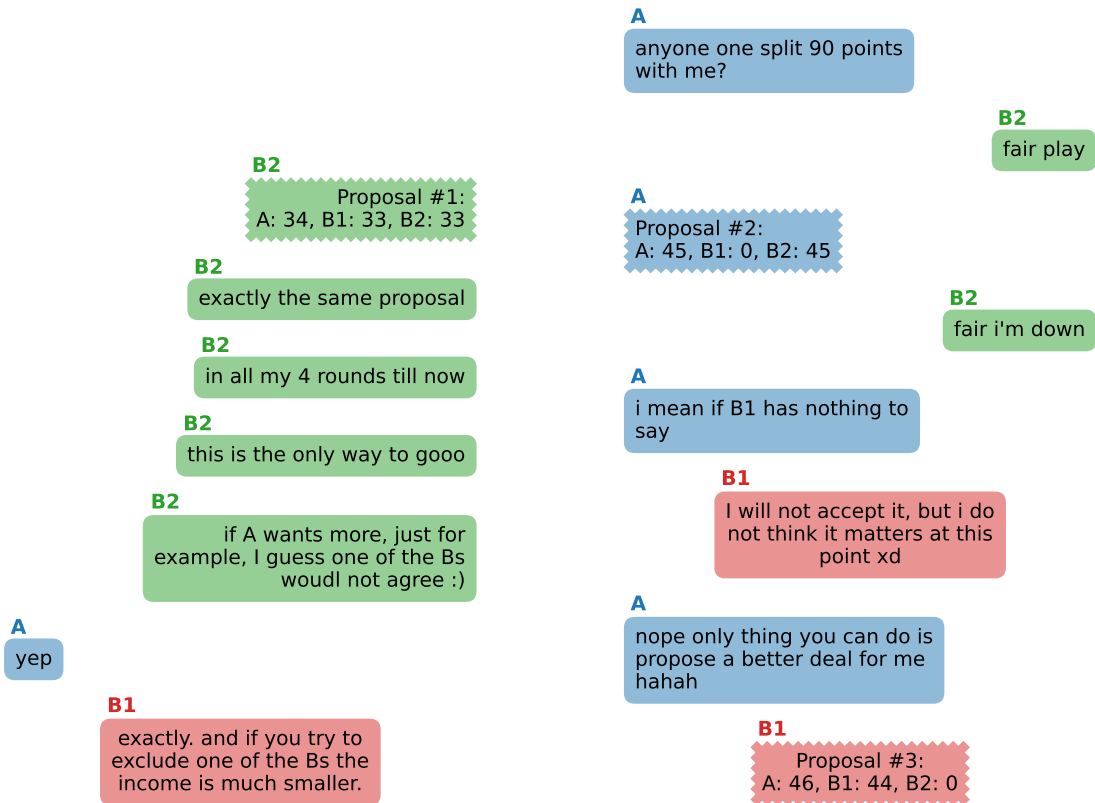 B2
Proposal #1:
A: 34, B1: 33, B2: 33
B2
exactly the same proposal
B2
in all my 4 rounds till now
B2
this is the only way to gooo
B2
if A wants more, just for
example, I guess one of the Bs
woudl not agree :)
A
yep
B1
exactly. and if you try to
exclude one of the Bs the
income is much smaller.
A
anyone one split 90 points
with me?
B2
fair play
A
Proposal #2:
A: 45, B1: 0, B2: 45
B2
fair i'm down
A
i mean if B1 has nothing to
say
B1
I will not accept it, but i do
not think it matters at this
point xd
A
nope only thing you can do is
propose a better deal for me
hahah
B1
Proposal #3:
A: 46, B1: 44, B2: 0